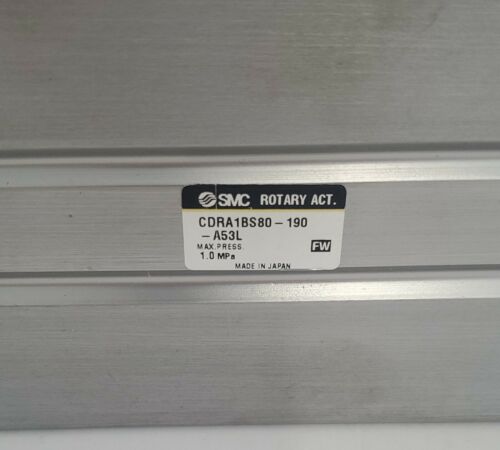 SMC. ROTARY ACT.
CDRA1BS80-190
-A53L
MAX.PRESS.
1.0 MPa
FW
MADE IN JAPAN